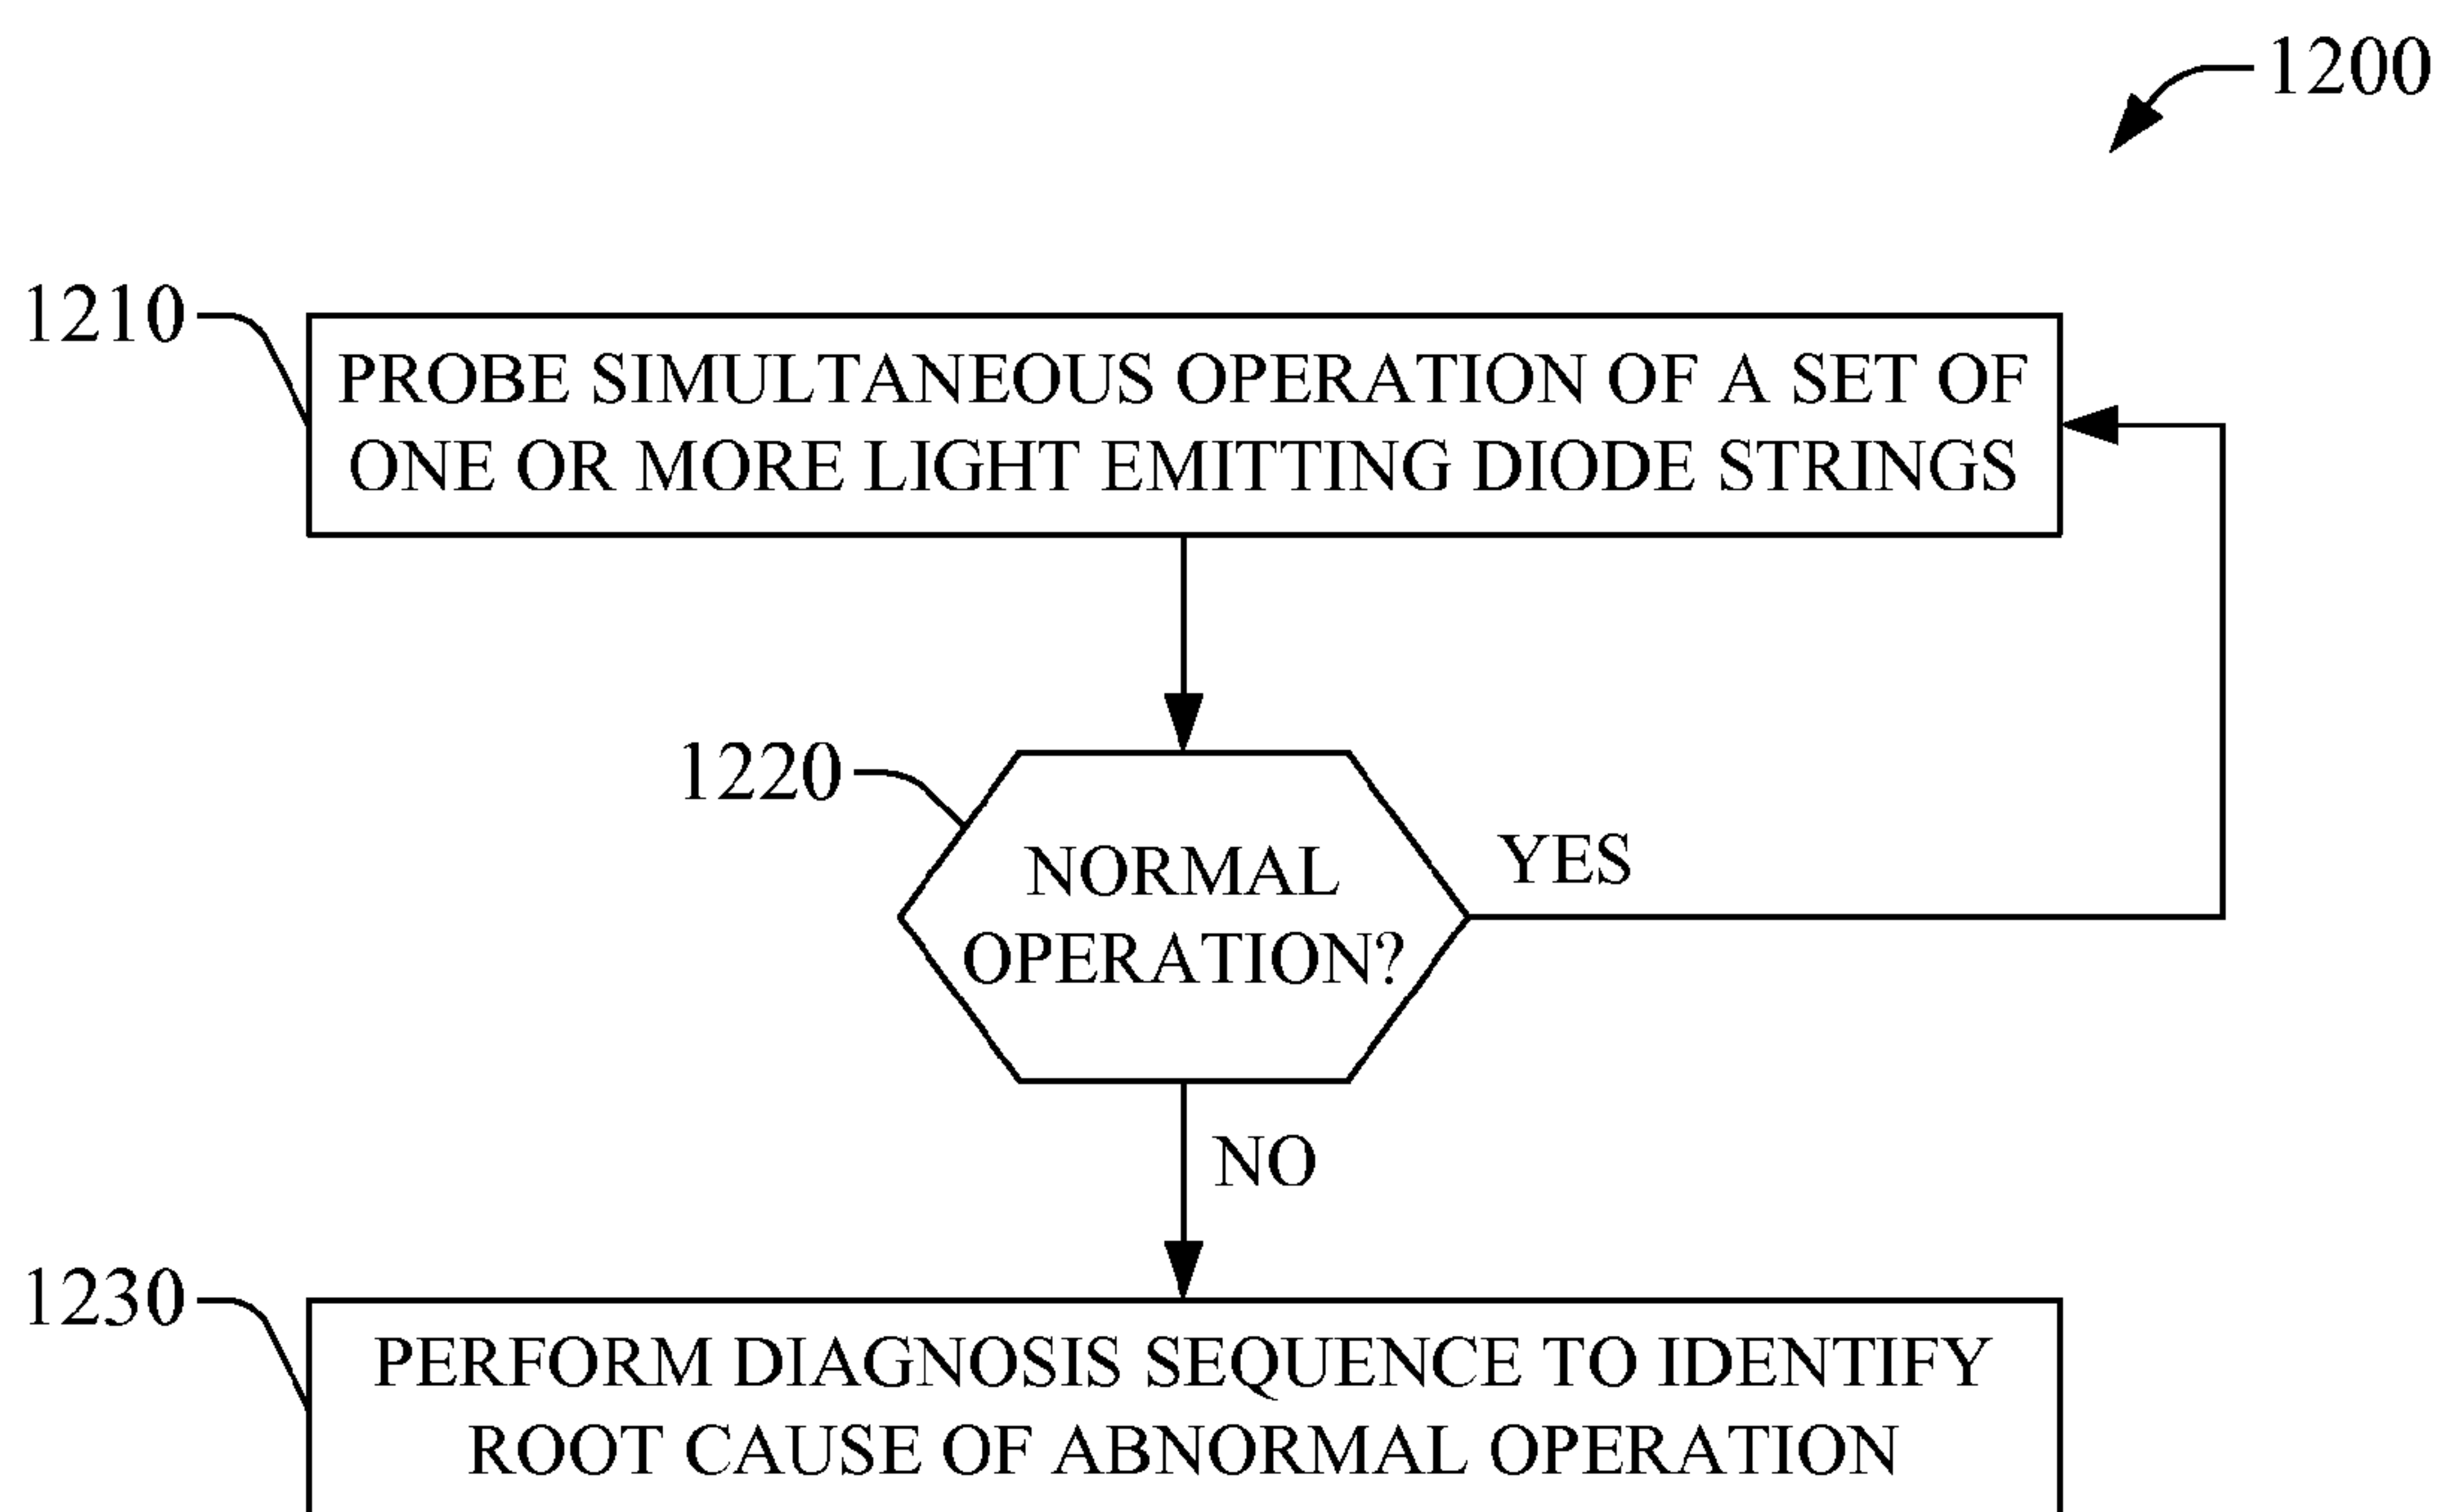 1200
1210
PROBE SIMULTANEOUS OPERATION OF A SET OF
ONE OR MORE LIGHT EMITTING DIODE STRINGS
1220
NORMAL
OPERATION?
YES
NO
1230
PERFORM DIAGNOSIS SEQUENCE TO IDENTIFY
ROOT CAUSE OF ABNORMAL OPERATION